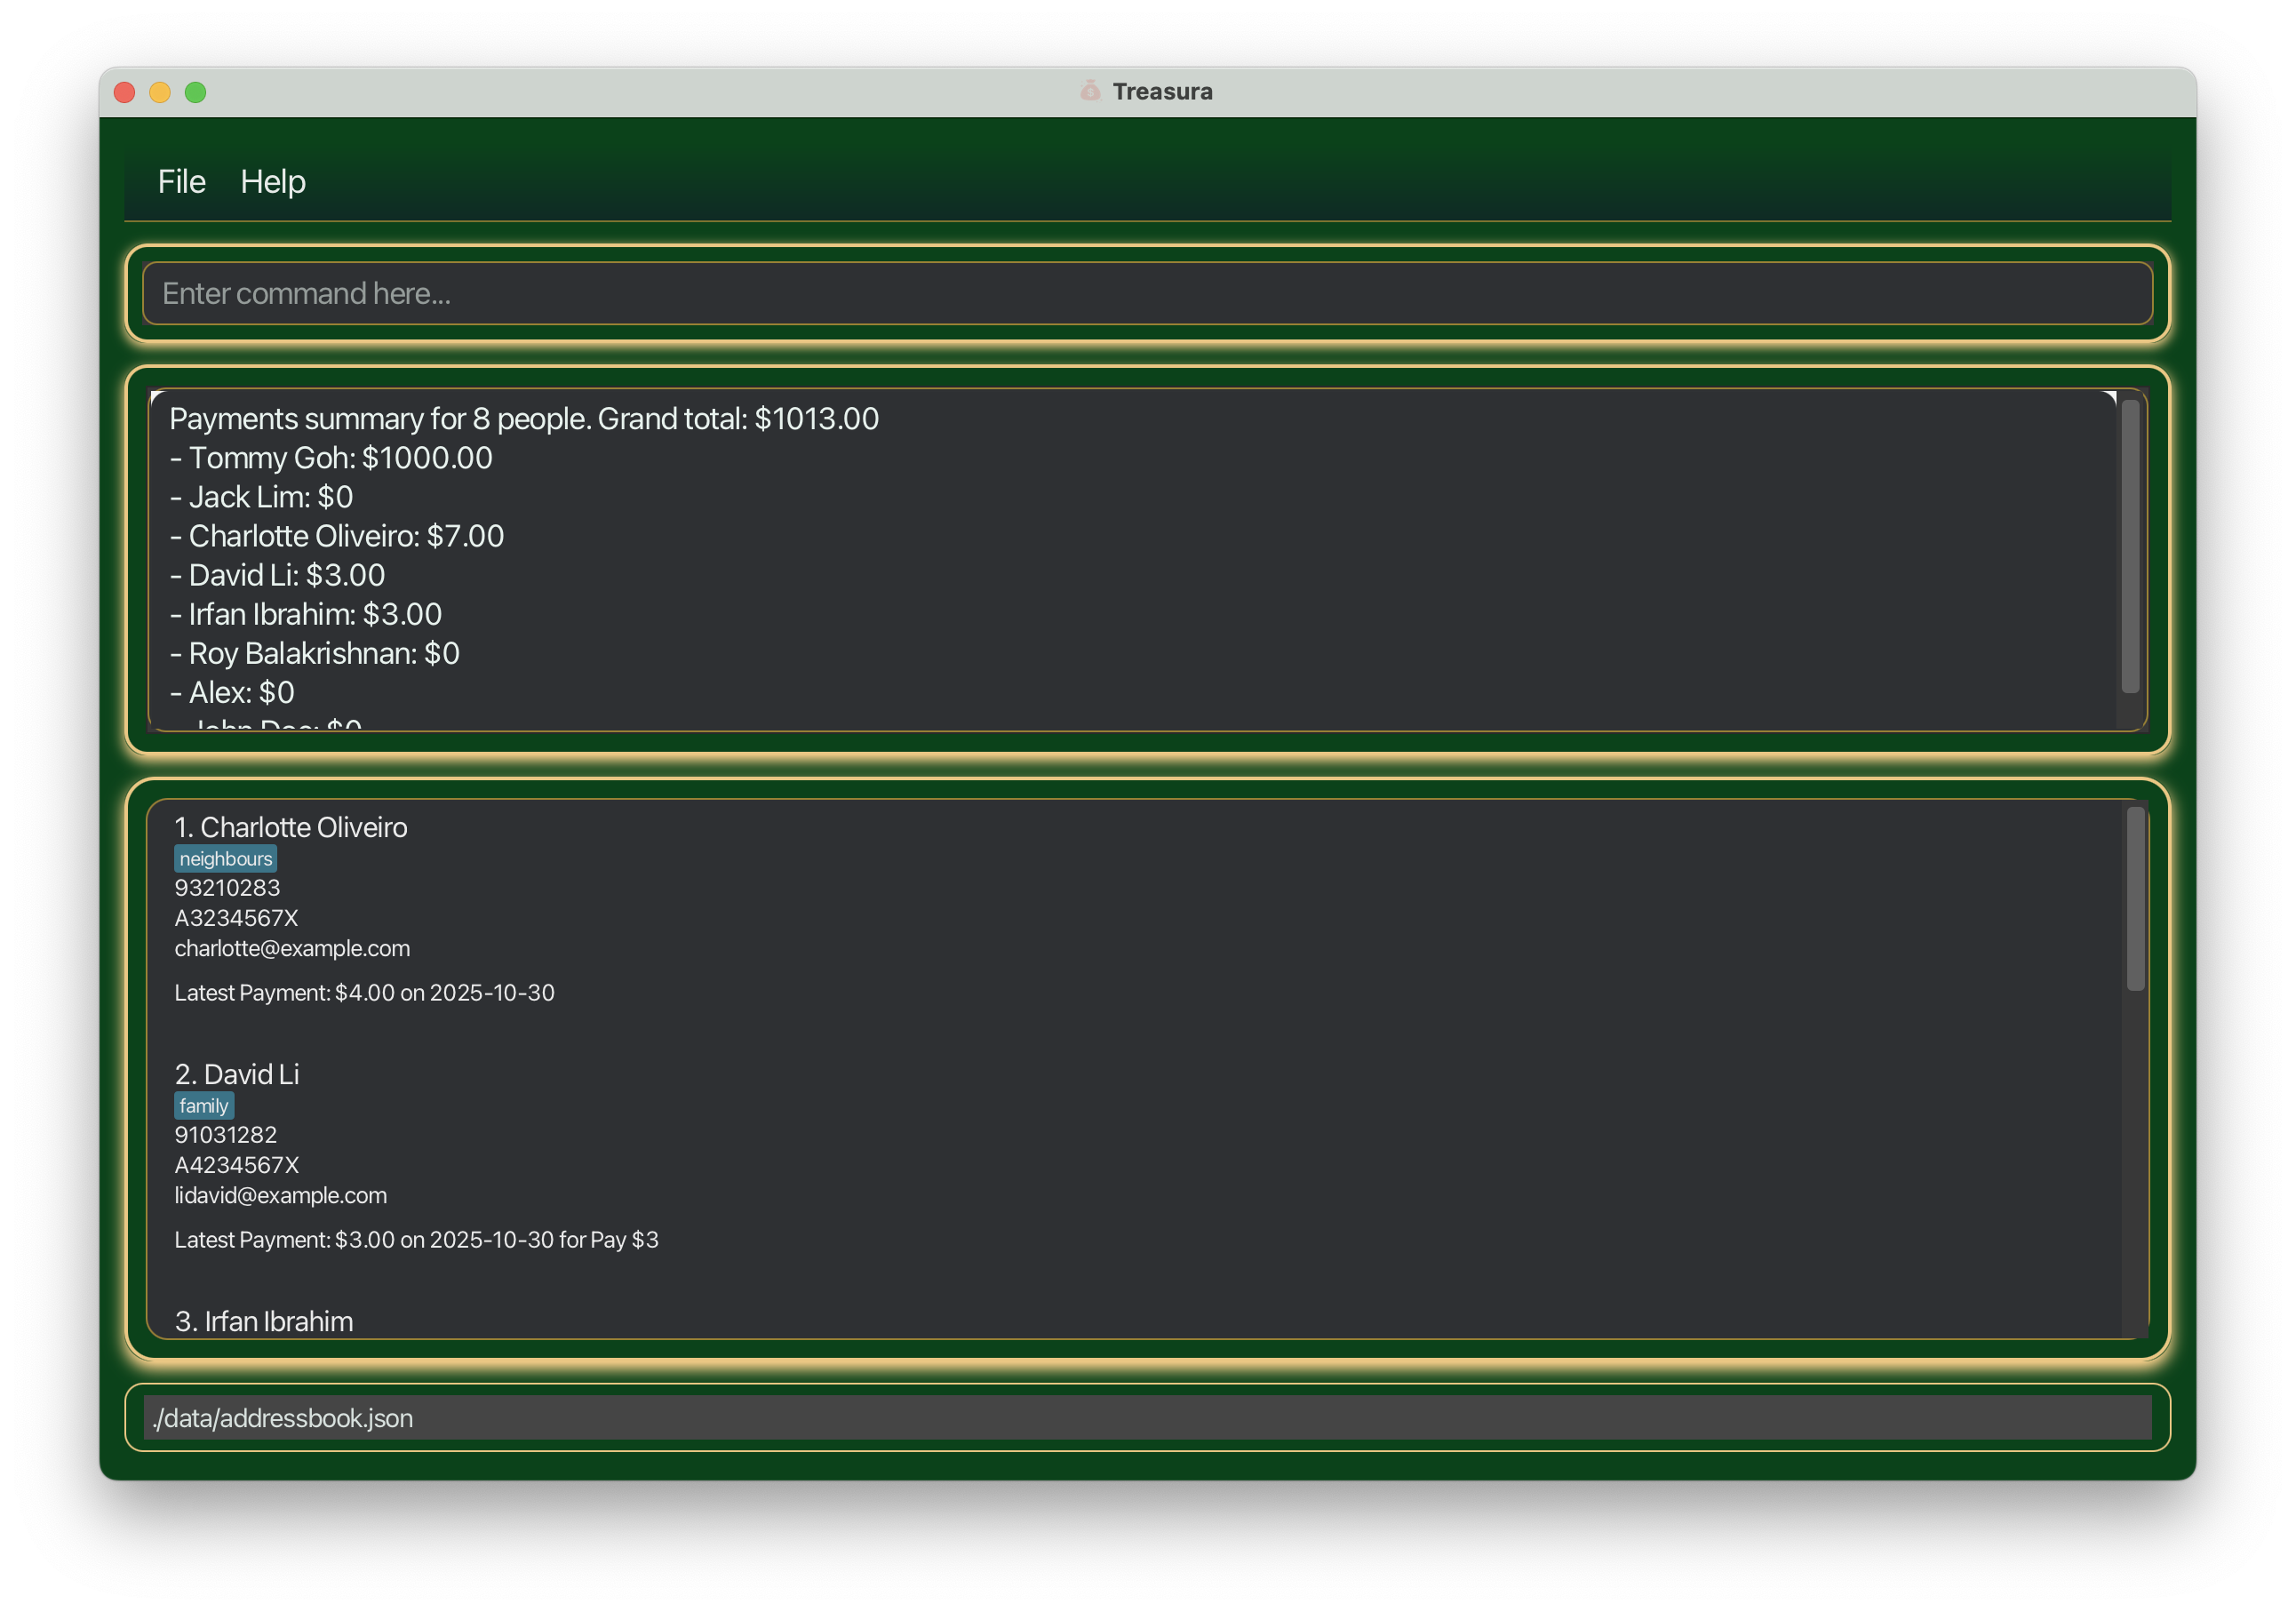 Treasura
File Help
Enter command here...
Payments summary for 8 people. Grand total: $1013.00
- Tommy Goh: $1000.00
- Jack Lim: $0
- Charlotte Oliveiro: $7.00
- David Li: $3.00
- Irfan Ibrahim: $3.00
- Roy Balakrishnan: $0
- Alex: $0
- John Doe: $0
1. Charlotte Oliveiro
neighbours
93210283
A3234567X
charlotte@example.com
Latest Payment: $4.00 on 2025-10-30
2. David Li
family
91031282
A4234567X
lidavid@example.com
Latest Payment: $3.00 on 2025-10-30 for Pay $3
3. Irfan Ibrahim
./data/addressbook.json